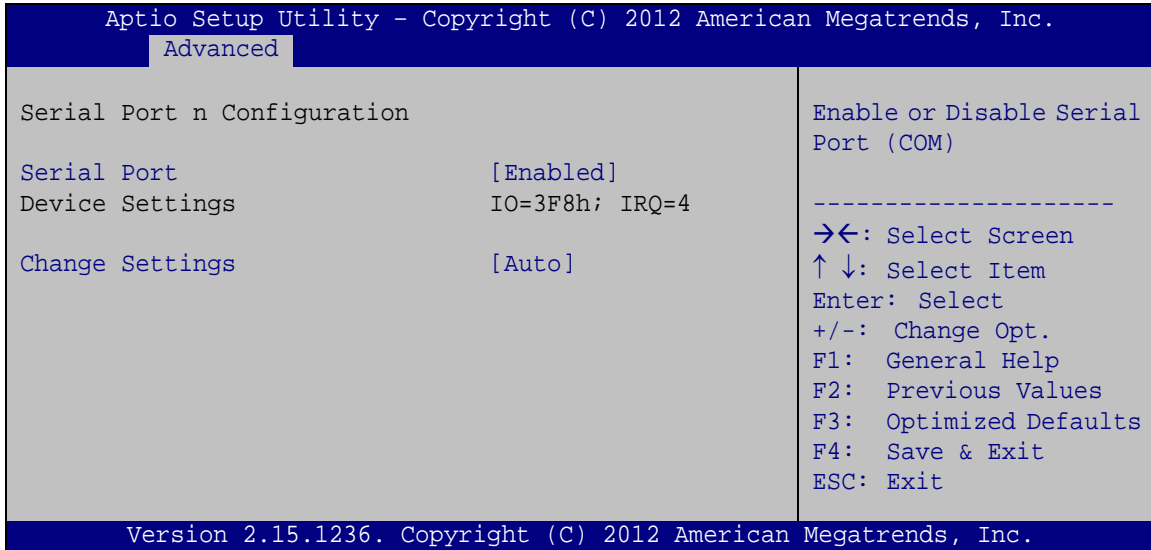 Aptio Setup Utility – Copyright (C) 2012 American Megatrends, Inc.
Advanced
Serial Port n Configuration
Serial Port [Enabled]
Device Settings IO=3F8h; IRQ=4
Change Settings [Auto]
Enable or Disable Serial
Port (COM)
---------------------
→←: Select Screen
↑ ↓: Select Item
Enter: Select
+/-: Change Opt.
F1: General Help
F2: Previous Values
F3: Optimized Defaults
F4: Save & Exit
ESC: Exit
Version 2.15.1236. Copyright (C) 2012 American Megatrends, Inc.